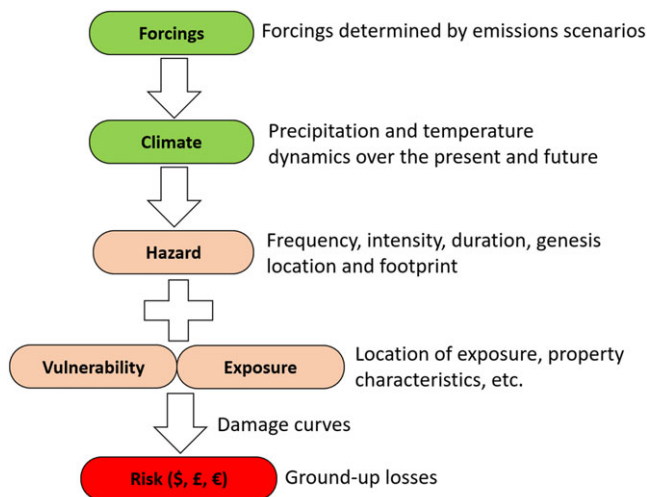 Forcings
Forcings determined by emissions scenarios
Climate
Precipitation and temperature
dynamics over the present and future
Hazard
Frequency, intensity, duration, genesis
location and footprint
Vulnerability
Exposure
Location of exposure, property
characteristics, etc.
Damage curves
Risk ($, £, €)
Ground-up losses